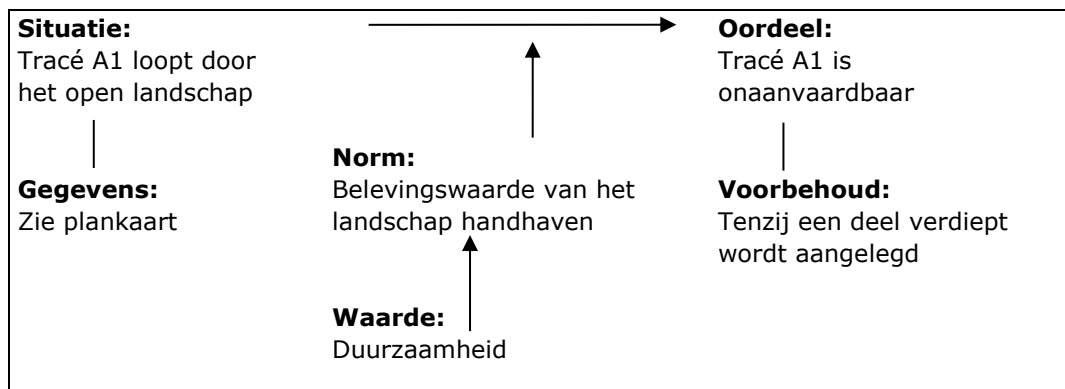 Situatie:
Tracé A1 loopt door
het open landschap
Oordeel:
Tracé A1 is
onaanvaardbaar
Gegevens:
Zie plankaart
Norm:
Belevingswaarde van het
landschap handhaven
Voorbehoud:
Tenzij een deel verdiept
wordt aangelegd
Waarde:
Duurzaamheid